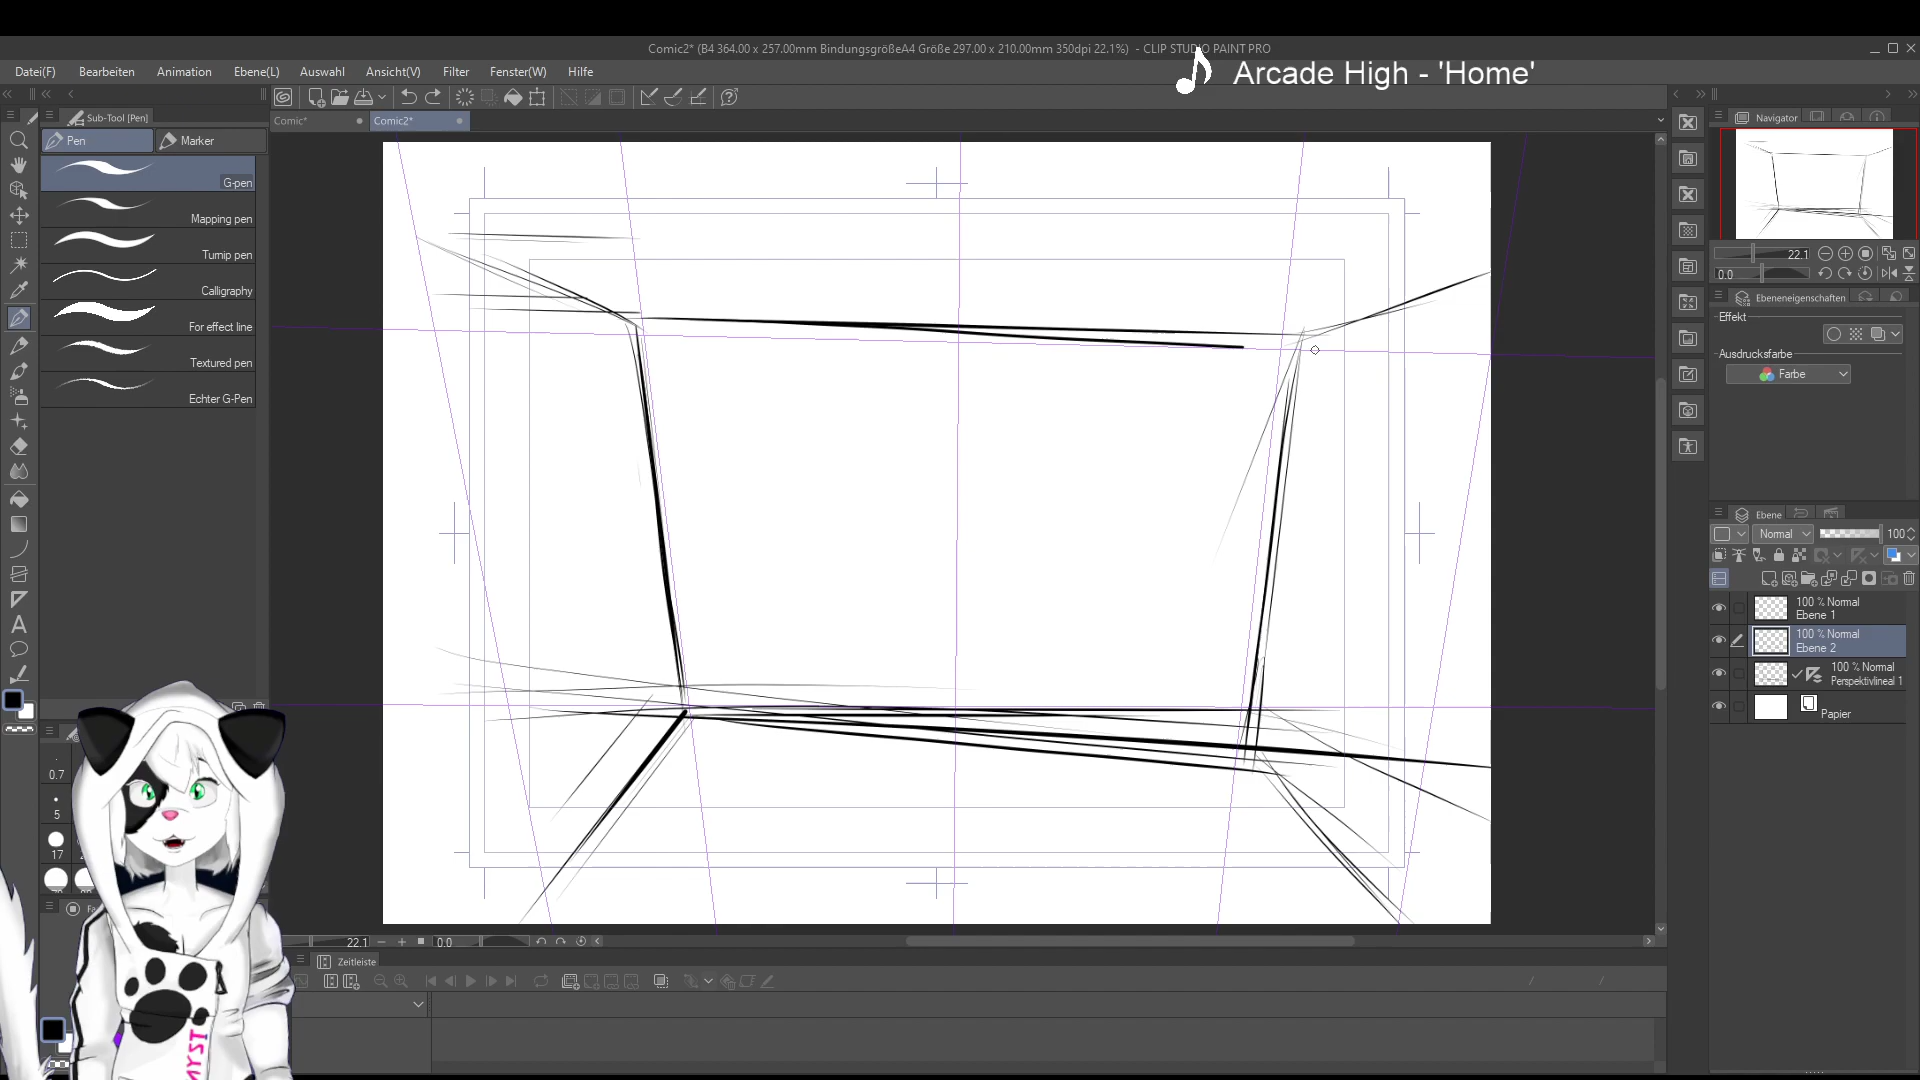 Comic2* (B4 364.00 x 257.00mm BindungsgrößeA4 Größe 297.00 x 210.00mm 350dpi 22.1%) - CLIP STUDIO PAINT PRO
Datei(F) Bearbeiten Animation Ebene(L) Auswahl Ansicht(V) Filter Fenster(W) Hilfe
Arcade High - 'Home'
Sub-Tool [Pen]
Comic* Comic2*
Pen Marker
G-pen
Mapping pen
Turnip pen
Calligraphy
For effect line
Textured pen
Echter G-Pen
0.7
5
17
22.1
0.0
Zeitleiste
Navigator
22.1
0.0
Ebeneneigenschaften
Effekt
Ausdrucksfarbe
Farbe
Ebene
Normal 100
100 % Normal
Ebene 1
100 % Normal
Ebene 2
100 % Normal
Perspektivlineal 1
Papier